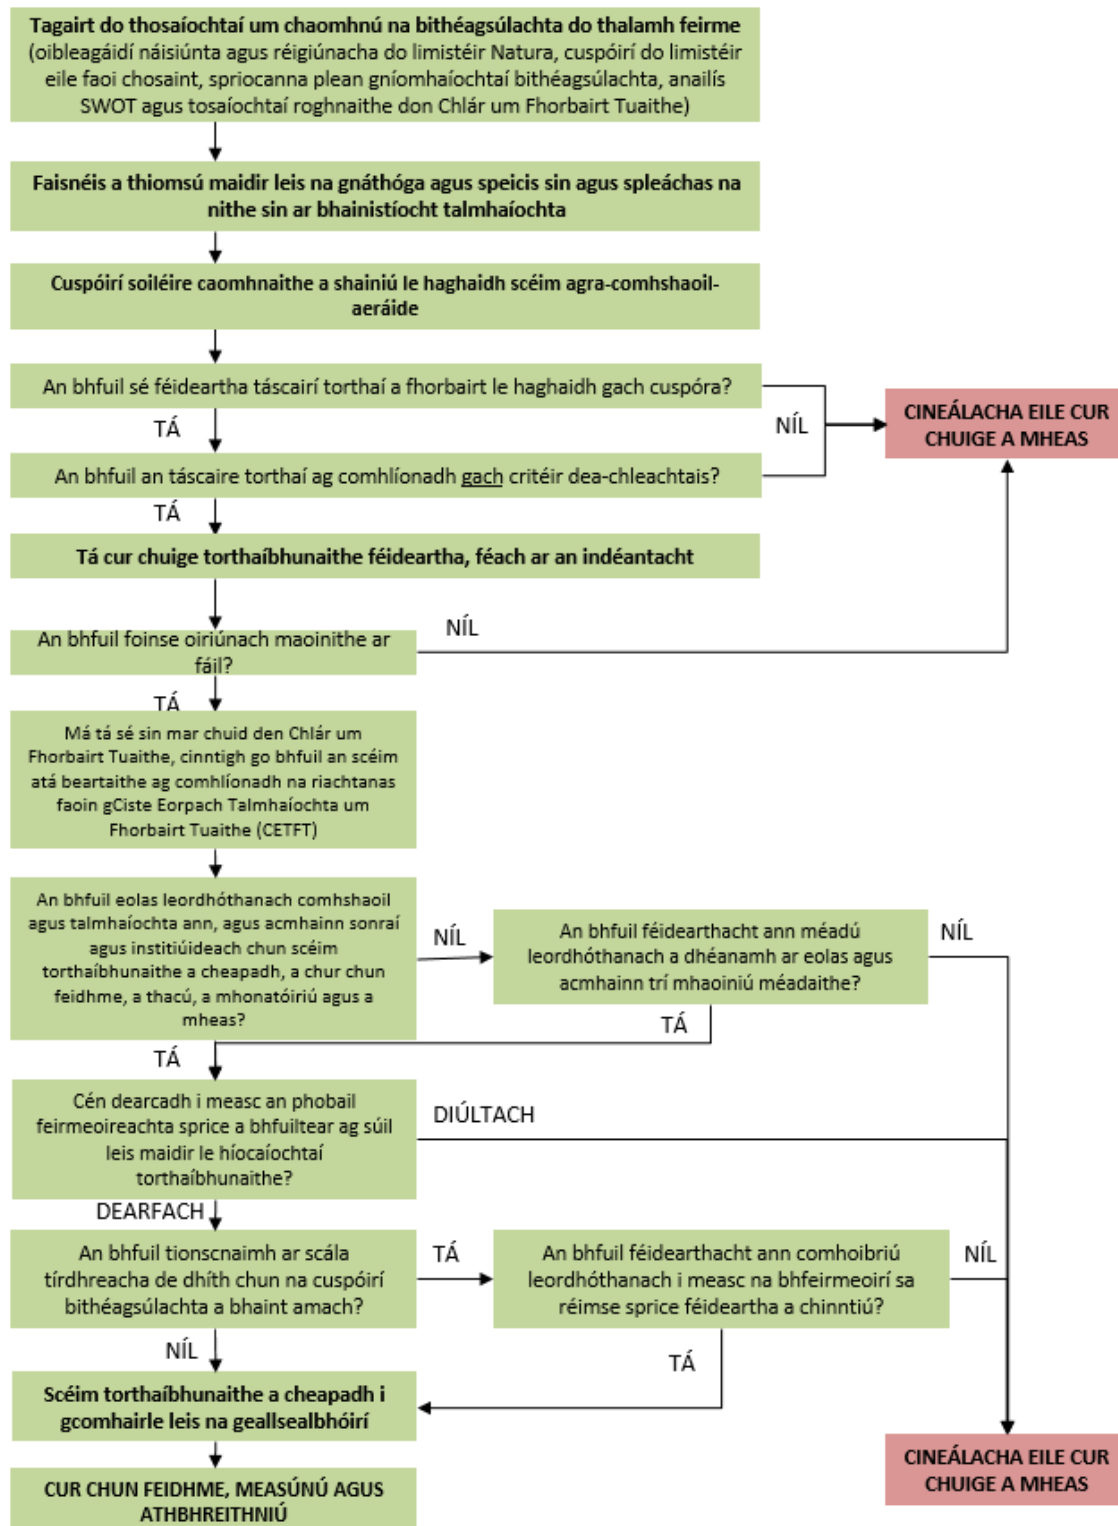 Tagairt do thosaíochtaí um chaomhnú na bithéagsúlachta do thalamh feirme
(oibleagáidí náisiúnta agus réigiúnacha do limistéir Natura, cuspóirí do limistéir
eile faoi chosaint, spriocanna plean gníomhaíochtaí bithéagsúlachta, anailís
SWOT agus tosaíochtaí roghnaithe don Chlár um Fhorbairt Tuaithe)
Faisnéis a thiomsú maidir leis na gnáthóga agus speicis sin agus spleáchas na
nithe sin ar bhainistíocht talmhaíochta
Cuspóirí soiléire caomhnaithe a shainiú le haghaidh scéim agra-comhshaoil-
aeráide
An bhfuil sé féideartha táscairí torthaí a fhorbairt le haghaidh gach cuspóra?
TÁ
NÍL
CINEÁLACHA EILE CUR
CHUIGE A MHEAS
An bhfuil an táscaire torthaí ag comhlíonadh gach critéir dea-chleachtais?
TÁ
Tá cur chuige torthaíbhunaithe féideartha, féach ar an indéantacht
An bhfuil foinse oiriúnach maoinithe ar
fáil?
NÍL
TÁ
Má tá sé sin mar chuid den Chlár um
Fhorbairt Tuaithe, cinntigh go bhfuil an scéim
atá beartaithe ag comhlíonadh na riachtanas
faoin gCiste Eorpach Talmhaíochta um
Fhorbairt Tuaithe (CETFT)
An bhfuil eolas leordhóthanach comhshaoil
agus talmhaíochta ann, agus acmhainn sonraí
agus institiúideach chun scéim
torthaíbhunaithe a cheapadh, a chur chun
feidhme, a thacú, a mhonatóiriú agus a
mheas?
NÍL
An bhfuil féidearthacht ann méadú
leordhóthanach a dhéanamh ar eolas agus
acmhainn trí mhaoiniú méadaithe?
NÍL
TÁ
TÁ
Cén dearcadh i measc an phobail
feirmeoireachta sprice a bhfuiltear ag súil
leis maidir le híocaíochtaí
torthaíbhunaithe?
DIÚLTACH
DEARFACH
An bhfuil tionscnaimh ar scála
tírdhreacha de dhíth chun na cuspóirí
bithéagsúlachta a bhaint amach?
TÁ
An bhfuil féidearthacht ann comhoibriú
leordhóthanach i measc na bhfeirmeoirí sa
réimse sprice féideartha a chinntiú?
NÍL
NÍL
TÁ
Scéim torthaíbhunaithe a cheapadh i
gcomhairle leis na geallsealbhóirí
CUR CHUN FEIDHME, MEASÚNÚ AGUS
ATHBHREITHNIÚ
CINEÁLACHA EILE CUR
CHUIGE A MHEAS